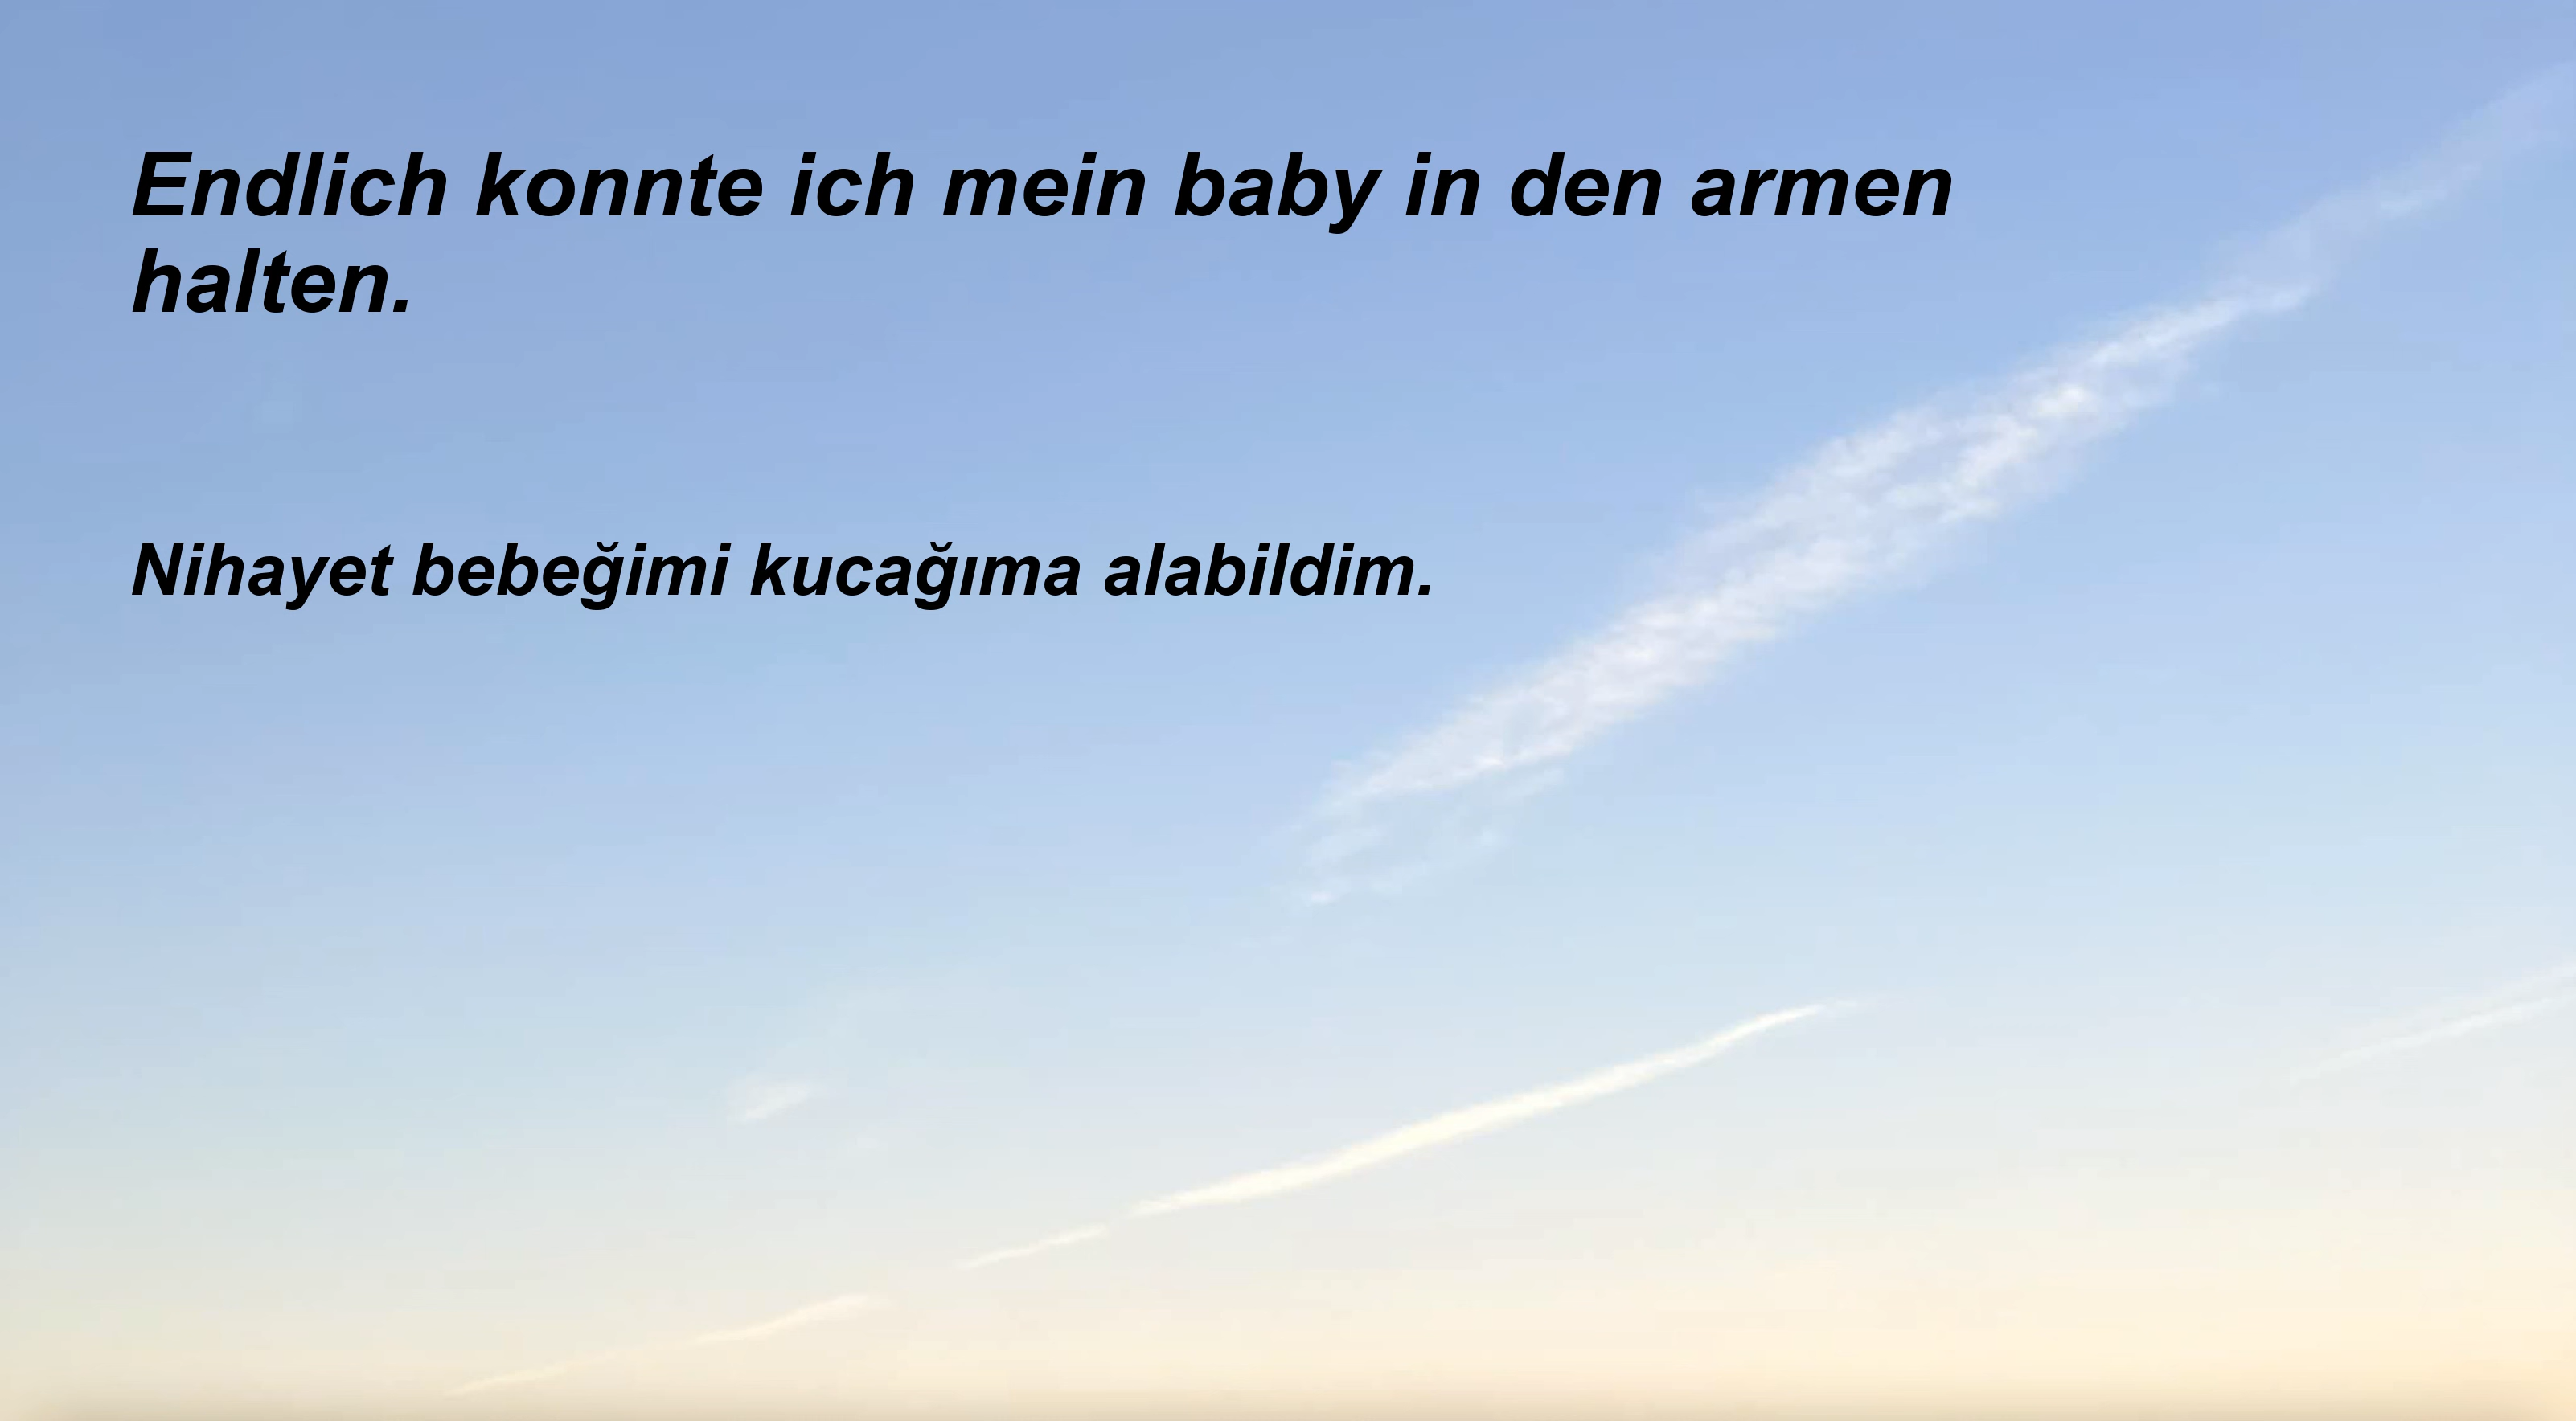 Endlich konnte ich mein baby in den armen
halten.
Nihayet bebeğimi kucağıma alabildim.